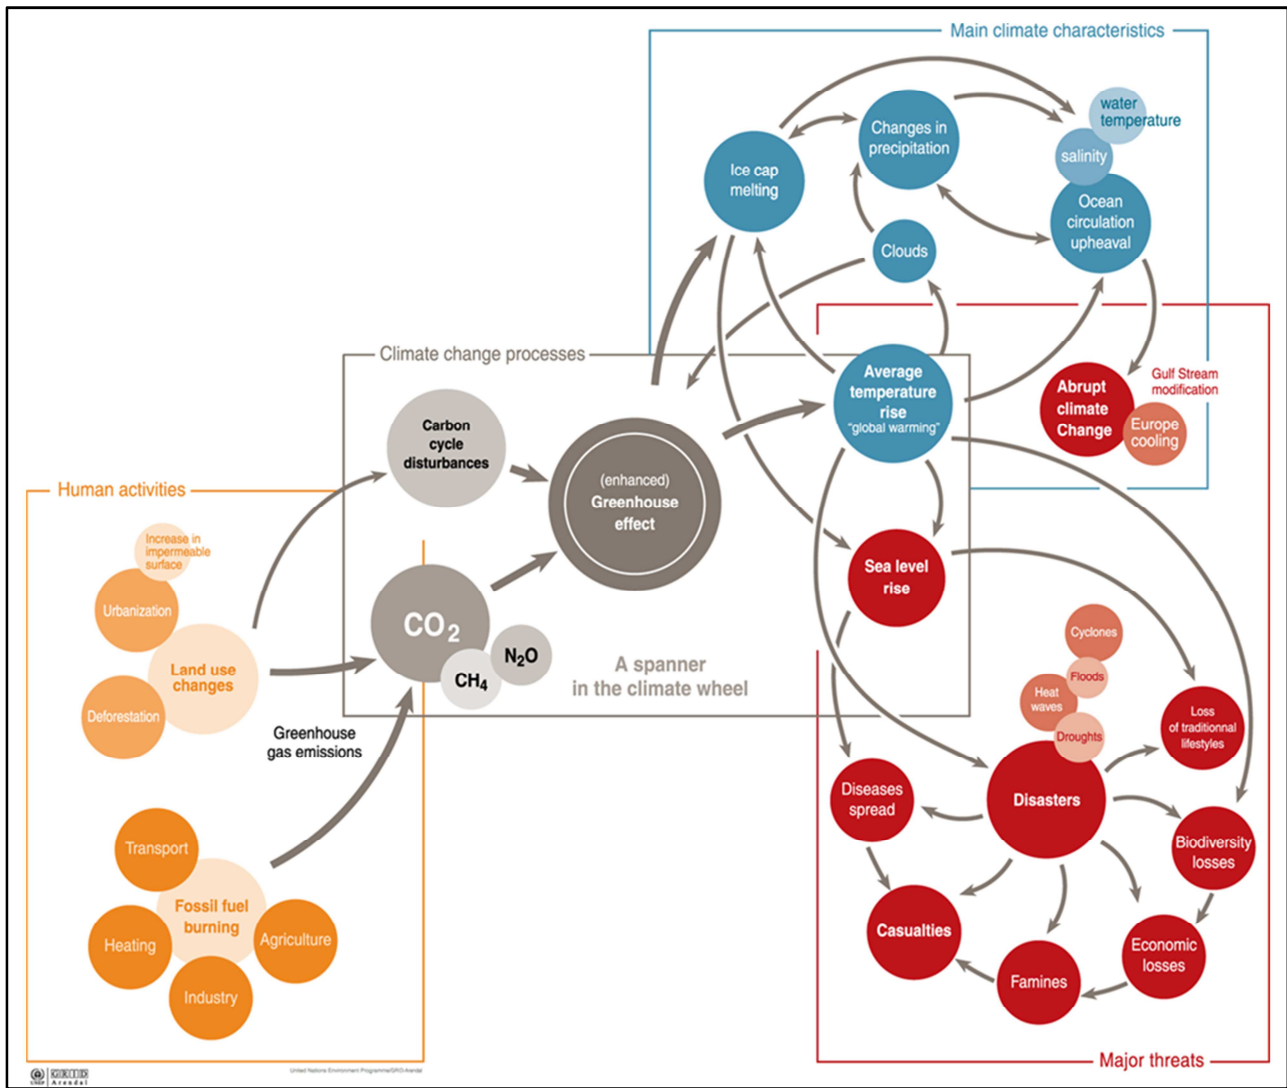 Main climate characteristics
water
temperature
Changes in
precipitation
salinity
Ice cap
melting
Ocean
circulation
upheaval
Clouds
Climate change processes
Average
temperature
rise
"global warming"
Gulf Stream
modification
Abrupt
climate
Change
Europe
cooling
Carbon
cycle
disturbances
(enhanced)
Greenhouse
effect
Human activities
Increase in
impermeable
surface
Urbanization
Land use
changes
Deforestation
CO2
CH4
N2O
A spanner
in the climate wheel
Greenhouse
gas emissions
Sea level
rise
Cyclones
Floods
Heat
waves
Droughts
Loss
of traditionnal
lifestyles
Diseases
spread
Disasters
Biodiversity
losses
Casualties
Economic
losses
Famines
Transport
Fossil fuel
burning
Heating
Agriculture
Industry
Major threats
UNEP
GRID
Arendal
United Nations Environment Programme/GRID-Arendal